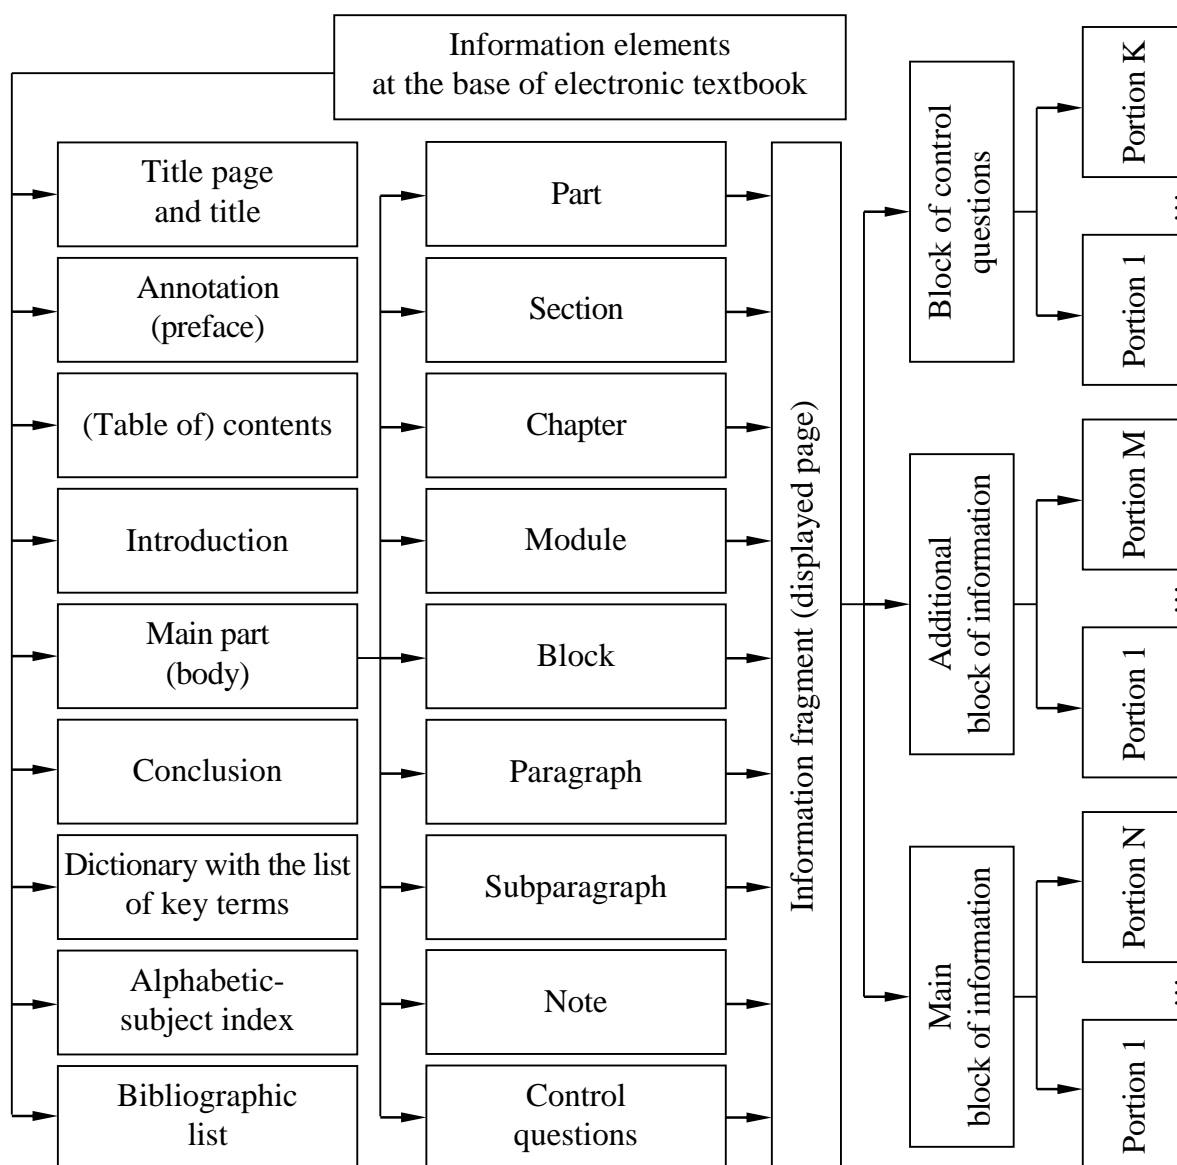 Information elements
at the base of electronic textbook
Title page
and title
Annotation
(preface)
(Table of) contents
Introduction
Main part
(body)
Conclusion
Dictionary with the list
of key terms
Alphabetic-
subject index
Bibliographic
list
Part
Section
Chapter
Module
Block
Paragraph
Subparagraph
Note
Control
questions
Information fragment (displayed page)
Block of control
questions
Portion K
...
Portion 1
Additional
block of information
Portion M
...
Portion 1
Main
block of information
Portion N
...
Portion 1